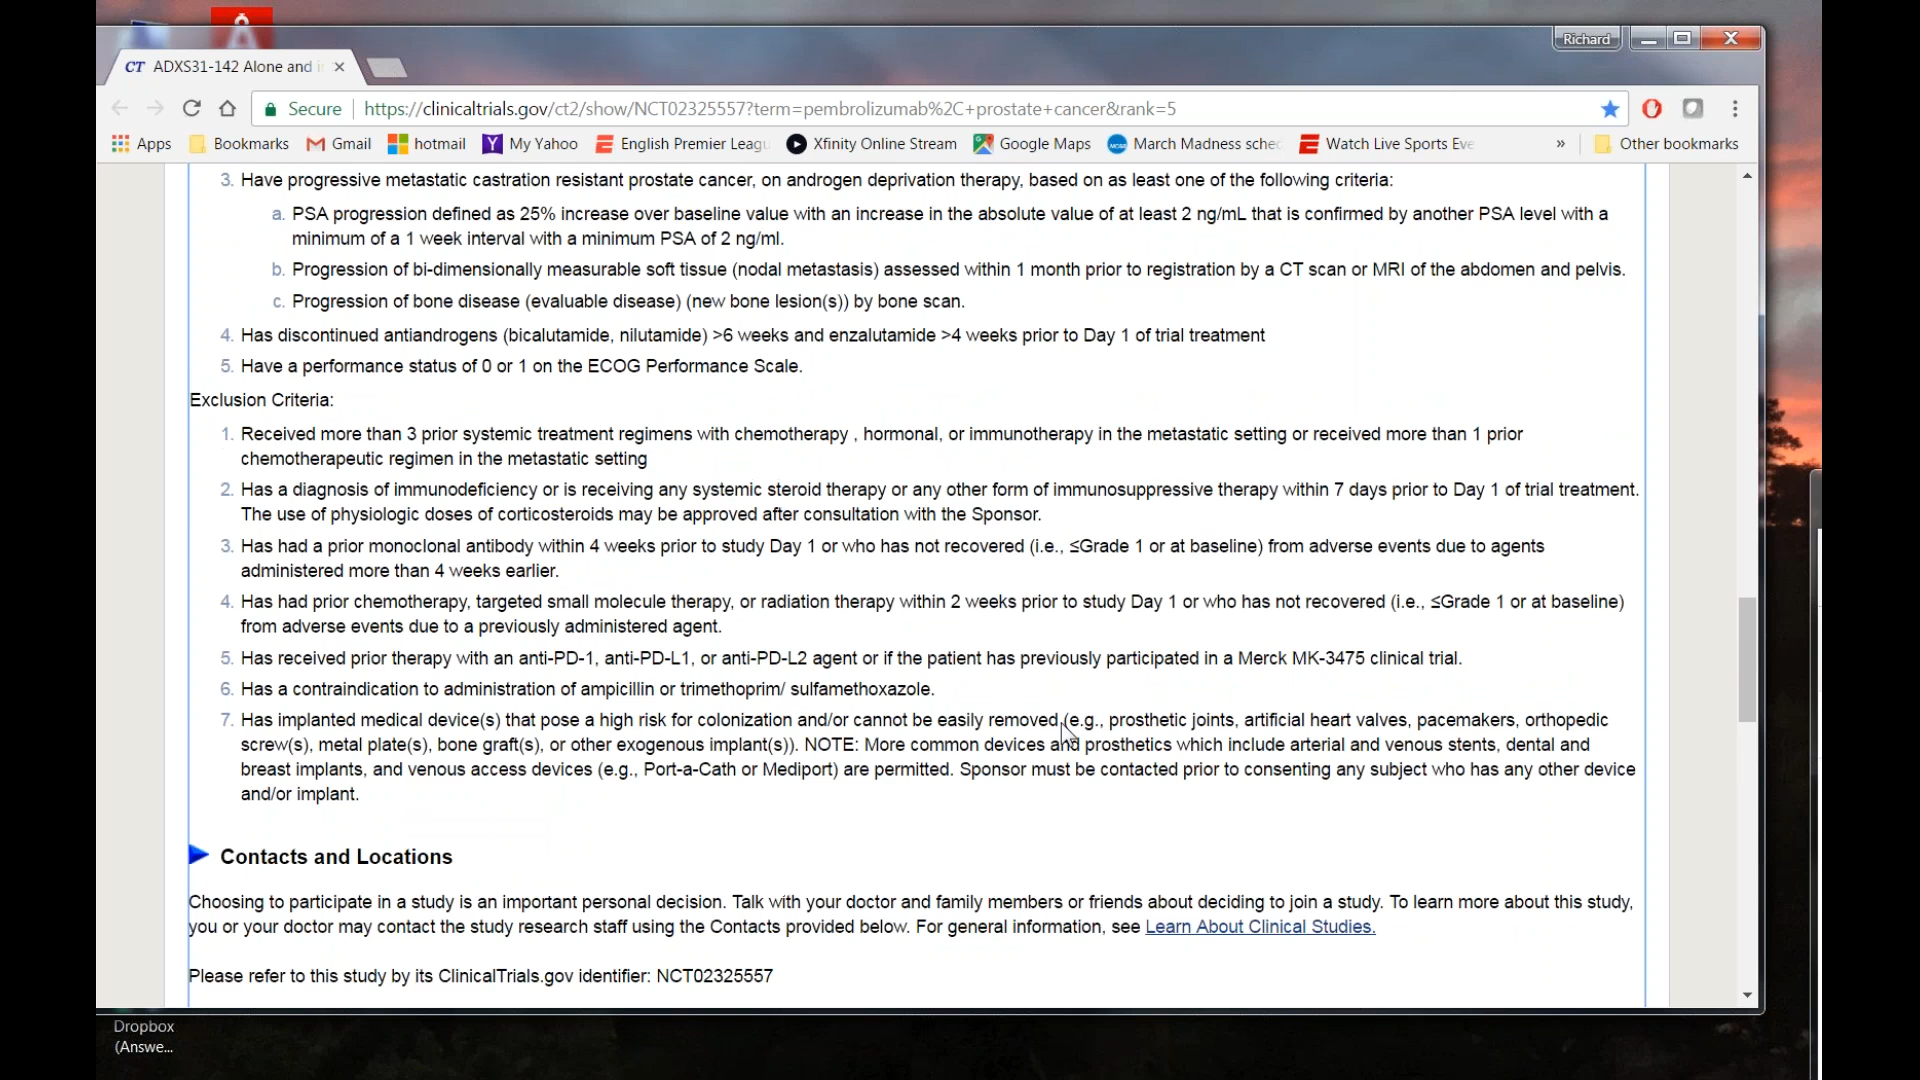 Richard
CT ADXS31-142 Alone and i
Secure https://clinicaltrials.gov/ct2/show/NCT02325557?term=pembrolizumab%2C+prostate+cancer&rank=5
Apps Bookmarks Gmail hotmail My Yahoo English Premier Leagu Xfinity Online Stream Google Maps March Madness sched Watch Live Sports Eve » Other bookmarks
3. Have progressive metastatic castration resistant prostate cancer, on androgen deprivation therapy, based on as least one of the following criteria:
a. PSA progression defined as 25% increase over baseline value with an increase in the absolute value of at least 2 ng/mL that is confirmed by another PSA level with a
minimum of a 1 week interval with a minimum PSA of 2 ng/ml.
b. Progression of bi-dimensionally measurable soft tissue (nodal metastasis) assessed within 1 month prior to registration by a CT scan or MRI of the abdomen and pelvis.
c. Progression of bone disease (evaluable disease) (new bone lesion(s)) by bone scan.
4. Has discontinued antiandrogens (bicalutamide, nilutamide) >6 weeks and enzalutamide >4 weeks prior to Day 1 of trial treatment
5. Have a performance status of 0 or 1 on the ECOG Performance Scale.
Exclusion Criteria:
1. Received more than 3 prior systemic treatment regimens with chemotherapy , hormonal, or immunotherapy in the metastatic setting or received more than 1 prior
chemotherapeutic regimen in the metastatic setting
2. Has a diagnosis of immunodeficiency or is receiving any systemic steroid therapy or any other form of immunosuppressive therapy within 7 days prior to Day 1 of trial treatment.
The use of physiologic doses of corticosteroids may be approved after consultation with the Sponsor.
3. Has had a prior monoclonal antibody within 4 weeks prior to study Day 1 or who has not recovered (i.e., ≤Grade 1 or at baseline) from adverse events due to agents
administered more than 4 weeks earlier.
4. Has had prior chemotherapy, targeted small molecule therapy, or radiation therapy within 2 weeks prior to study Day 1 or who has not recovered (i.e., ≤Grade 1 or at baseline)
from adverse events due to a previously administered agent.
5. Has received prior therapy with an anti-PD-1, anti-PD-L1, or anti-PD-L2 agent or if the patient has previously participated in a Merck MK-3475 clinical trial.
6. Has a contraindication to administration of ampicillin or trimethoprim/ sulfamethoxazole.
7. Has implanted medical device(s) that pose a high risk for colonization and/or cannot be easily removed (e.g., prosthetic joints, artificial heart valves, pacemakers, orthopedic
screw(s), metal plate(s), bone graft(s), or other exogenous implant(s)). NOTE: More common devices and prosthetics which include arterial and venous stents, dental and
breast implants, and venous access devices (e.g., Port-a-Cath or Mediport) are permitted. Sponsor must be contacted prior to consenting any subject who has any other device
and/or implant.
Contacts and Locations
Choosing to participate in a study is an important personal decision. Talk with your doctor and family members or friends about deciding to join a study. To learn more about this study,
you or your doctor may contact the study research staff using the Contacts provided below. For general information, see Learn About Clinical Studies.
Please refer to this study by its ClinicalTrials.gov identifier: NCT02325557
Dropbox
(Answe...